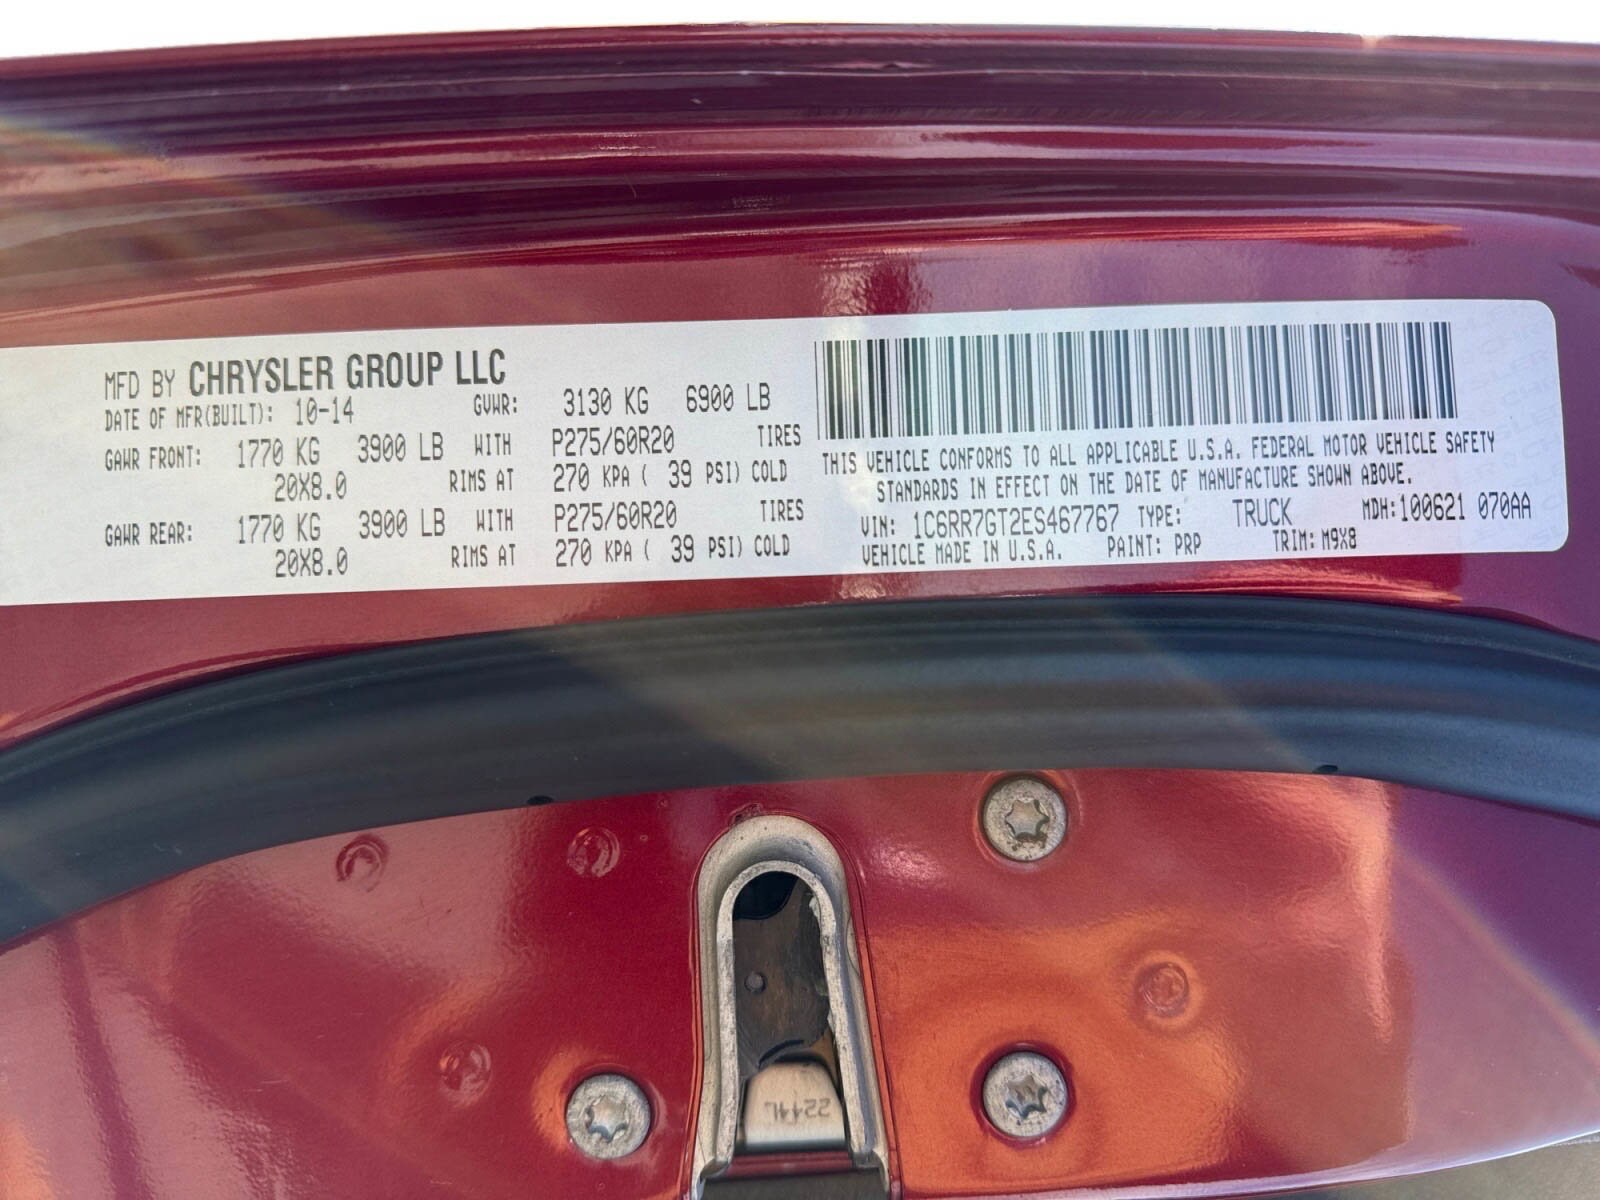 MFD BY CHRYSLER GROUP LLC
DATE OF MFR(BUILT): 10-14 GVWR: 3130 KG 6900 LB
GAWR FRONT: 1770 KG 3900 LB WITH P275/60R20 TIRES
20X8.0 RIMS AT 270 KPA ( 39 PSI) COLD
GAWR REAR: 1770 KG 3900 LB WITH P275/60R20 TIRES
20X8.0 RIMS AT 270 KPA ( 39 PSI) COLD
THIS VEHICLE CONFORMS TO ALL APPLICABLE U.S.A. FEDERAL MOTOR VEHICLE SAFETY
STANDARDS IN EFFECT ON THE DATE OF MANUFACTURE SHOWN ABOVE.
VIN: 1C6RR7GT2ES467767 TYPE: TRUCK MDH:100621 070AA
VEHICLE MADE IN U.S.A. PAINT: PRP TRIM: M9X8